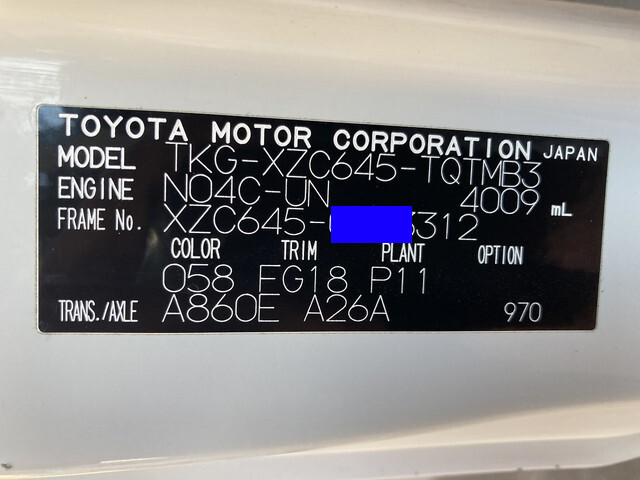 TOYOTA MOTOR CORPORATION JAPAN
MODEL TKG-XZC645-TQTMB3
ENGINE N04C-UN 4009 mL
FRAME No. XZC645- 3312
COLOR TRIM PLANT OPTION
058 FG18 P11
TRANS./AXLE A860E A26A 970